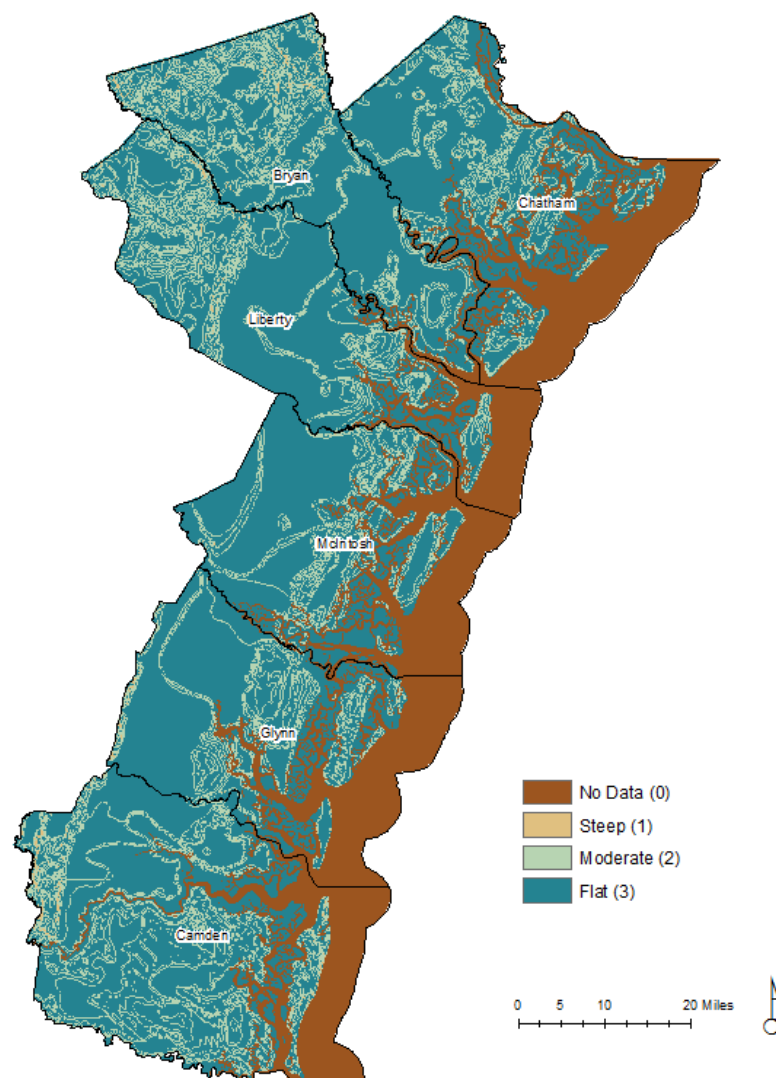 Bryan
Chatham
Liberty
McIntosh
Glynn
Camden
No Data (0)
Steep (1)
Moderate (2)
Flat (3)
0 5 10 20 Miles